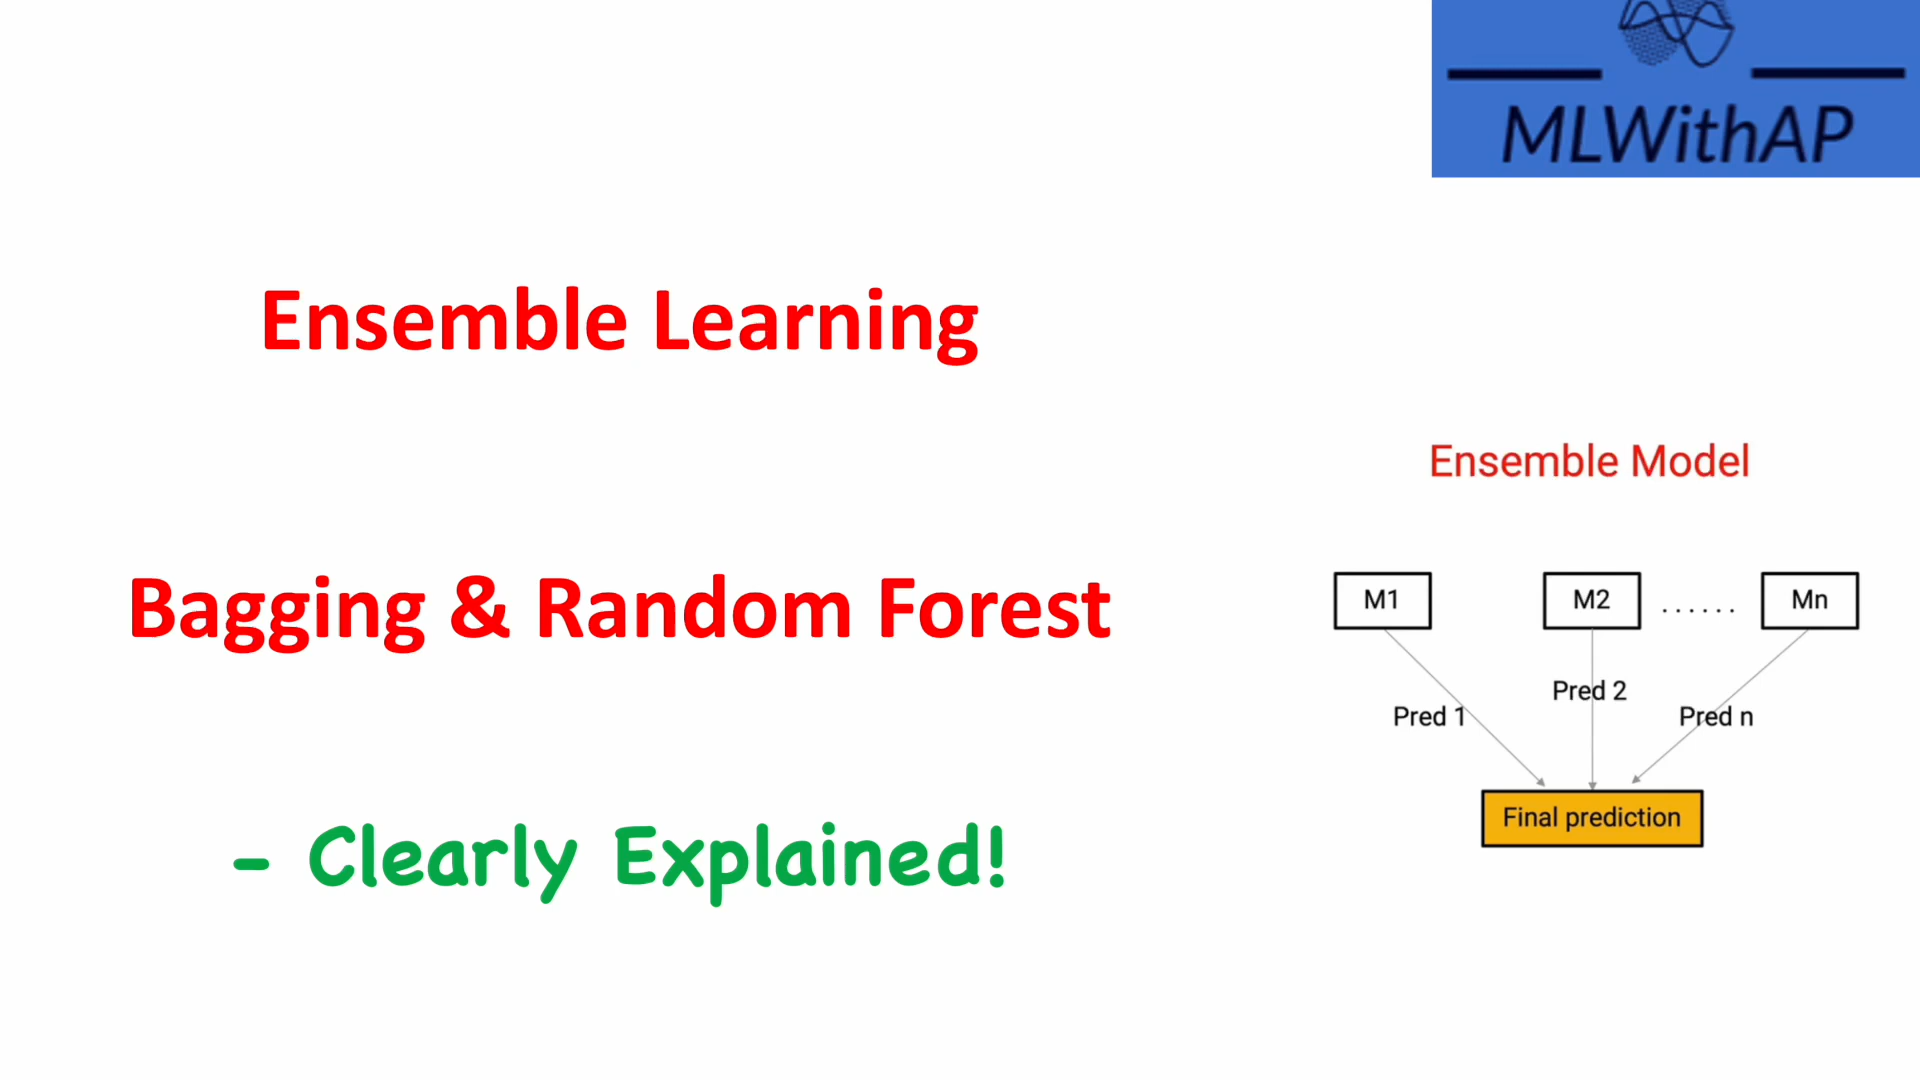 MLWithAP
Ensemble Learning
Bagging & Random Forest
- Clearly Explained!
Ensemble Model
M1 M2 ...... Mn
Pred 1 Pred 2 Pred n
Final prediction